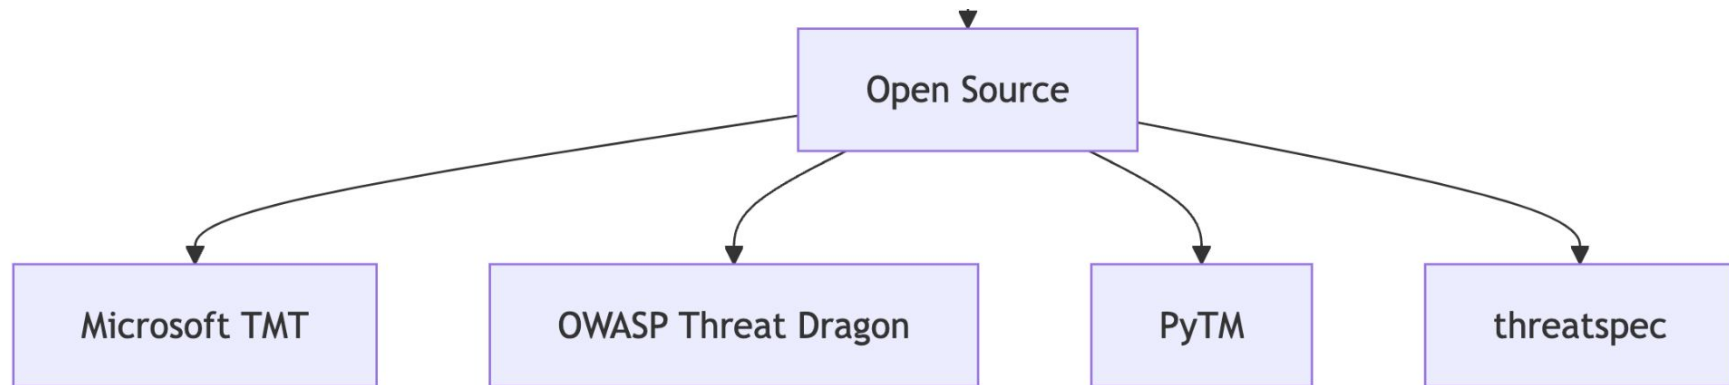 Open Source
Microsoft TMT
OWASP Threat Dragon
PyTM
threatspec